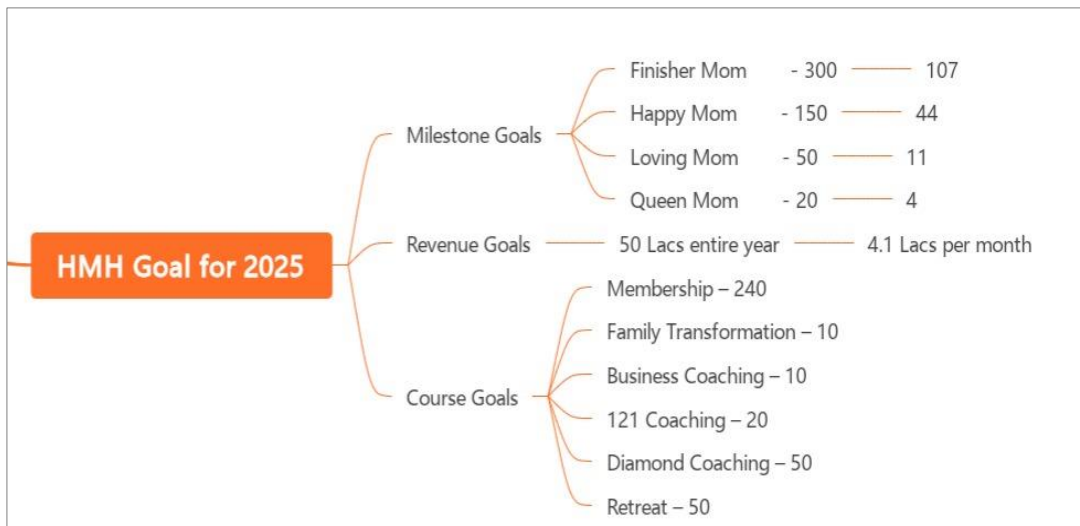 HMH Goal for 2025
Milestone Goals
Finisher Mom - 300 107
Happy Mom - 150 44
Loving Mom - 50 11
Queen Mom - 20 4
Revenue Goals 50 Lacs entire year 4.1 Lacs per month
Course Goals
Membership – 240
Family Transformation – 10
Business Coaching – 10
121 Coaching – 20
Diamond Coaching – 50
Retreat – 50